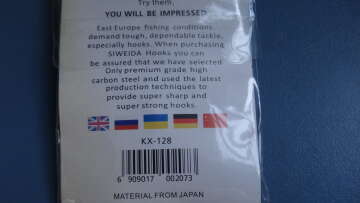 Try them.
YOU WILL BE IMPRESSED
East Europe fishing conditions
demand tough, dependable tackle,
especially hooks. When purchasing
SIWEIDA Hooks you can
be assured that we have selected
Only premium grade high
carbon steel and used the latest
production techniques to
provide super sharp and
super strong hooks.
KX-128
6 909017 002073
MATERIAL FROM JAPAN